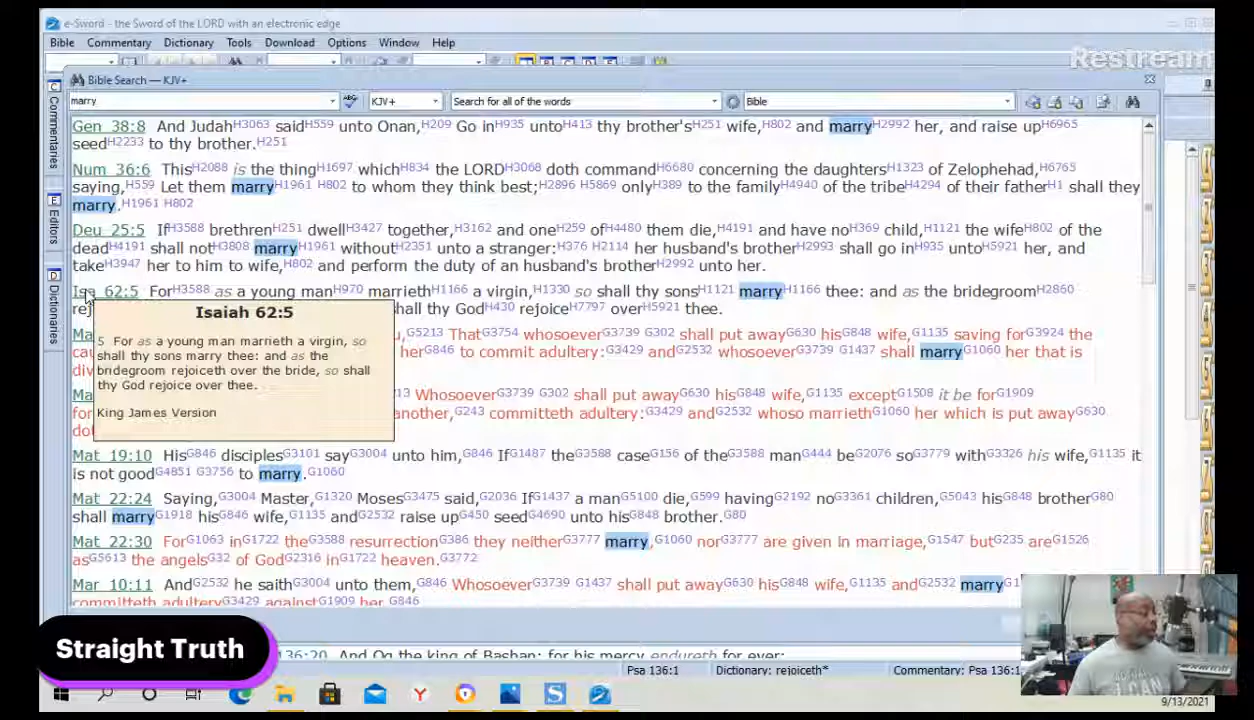 e-Sword - the Sword of the LORD with an electronic edge
Bible Commentary Dictionary Tools Download Options Window Help
Restream
Bible Search — KJV+
marry KJV+ Search for all of the words Bible
Commentaries
Editors
Dictionaries
Gen 38:8 And JudahH3063 saidH559 unto Onan,H209 Go inH935 untoH413 thy brother'sH251 wife,H802 and marryH2992 her, and raise upH6965
seedH2233 to thy brother.H251
Num 36:6 ThisH2088 is the thingH1697 whichH834 the LORDH3068 doth commandH6680 concerning the daughtersH1323 of Zelophehad,H6765
saying,H559 Let them marryH1961 H802 to whom they think best;H2896 H5869 onlyH389 to the familyH4940 of the tribeH4294 of their fatherH1 shall they
marry.H1961 H802
Deu 25:5 IfH3588 brethrenH251 dwellH3427 together,H3162 and oneH259 ofH4480 them die,H4191 and have noH369 child,H1121 the wifeH802 of the
deadH4191 shall notH3808 marryH1961 withoutH2351 unto a stranger:H376 H2114 her husband's brotherH2993 shall go inH935 untoH5921 her, and
takeH3947 her to him to wife,H802 and perform the duty of an husband's brotherH2992 unto her.
Isa 62:5 ForH3588 as a young manH970 marriethH1166 a virgin,H1330 so shall thy sonsH1121 marryH1166 thee: and as the bridegroomH2860
hall thy GodH430 rejoiceH7797 overH5921 thee.
Isaiah 62:5
5 For as a young man marrieth a virgin, so
shall thy sons marry thee: and as the
bridegroom rejoiceth over the bride, so shall
thy God rejoice over thee.
King James Version
u,G5213 ThatG3754 whosoeverG3739 G302 shall put awayG630 hisG848 wife,G1135 saving forG3924 the
herG846 to commit adultery:G3429 andG2532 whosoeverG3739 G1437 shall marryG1060 her that is
WhosoeverG3739 G302 shall put awayG630 hisG848 wife,G1135 exceptG1508 it be forG1909
another,G243 committeth adultery:G3429 andG2532 whoso marriethG1060 her which is put awayG630
Mat 19:10 HisG846 disciplesG3101 sayG3004 unto him,G846 IfG1487 theG3588 caseG156 of theG3588 manG444 beG2076 soG3779 withG3326 his wife,G1135 it
is not goodG4851 G3756 to marry.G1060
Mat 22:24 Saying,G3004 Master,G1320 MosesG3475 said,G2036 IfG1437 a manG5100 die,G599 havingG2192 noG3361 children,G5043 hisG848 brotherG80
shall marryG1918 hisG846 wife,G1135 andG2532 raise upG450 seedG4690 unto hisG848 brother.G80
Mat 22:30 ForG1063 inG1722 theG3588 resurrectionG386 they neitherG3777 marry,G1060 norG3777 are given in marriage,G1547 butG235 areG1526
asG5613 the angelsG32 of GodG2316 inG1722 heaven.G3772
Mar 10:11 AndG2532 he saithG3004 unto them,G846 WhosoeverG3739 G1437 shall put awayG630 hisG848 wife,G1135 andG2532 marry
committeth adulteryG3429 againstG1909 her.G846
Straight Truth
136:20 And Og the king of Bashan: for his mercy endureth for ever:
Psa 136:1 Dictionary: rejoiceth* Commentary: Psa 136:1
I CAN
9/13/2021